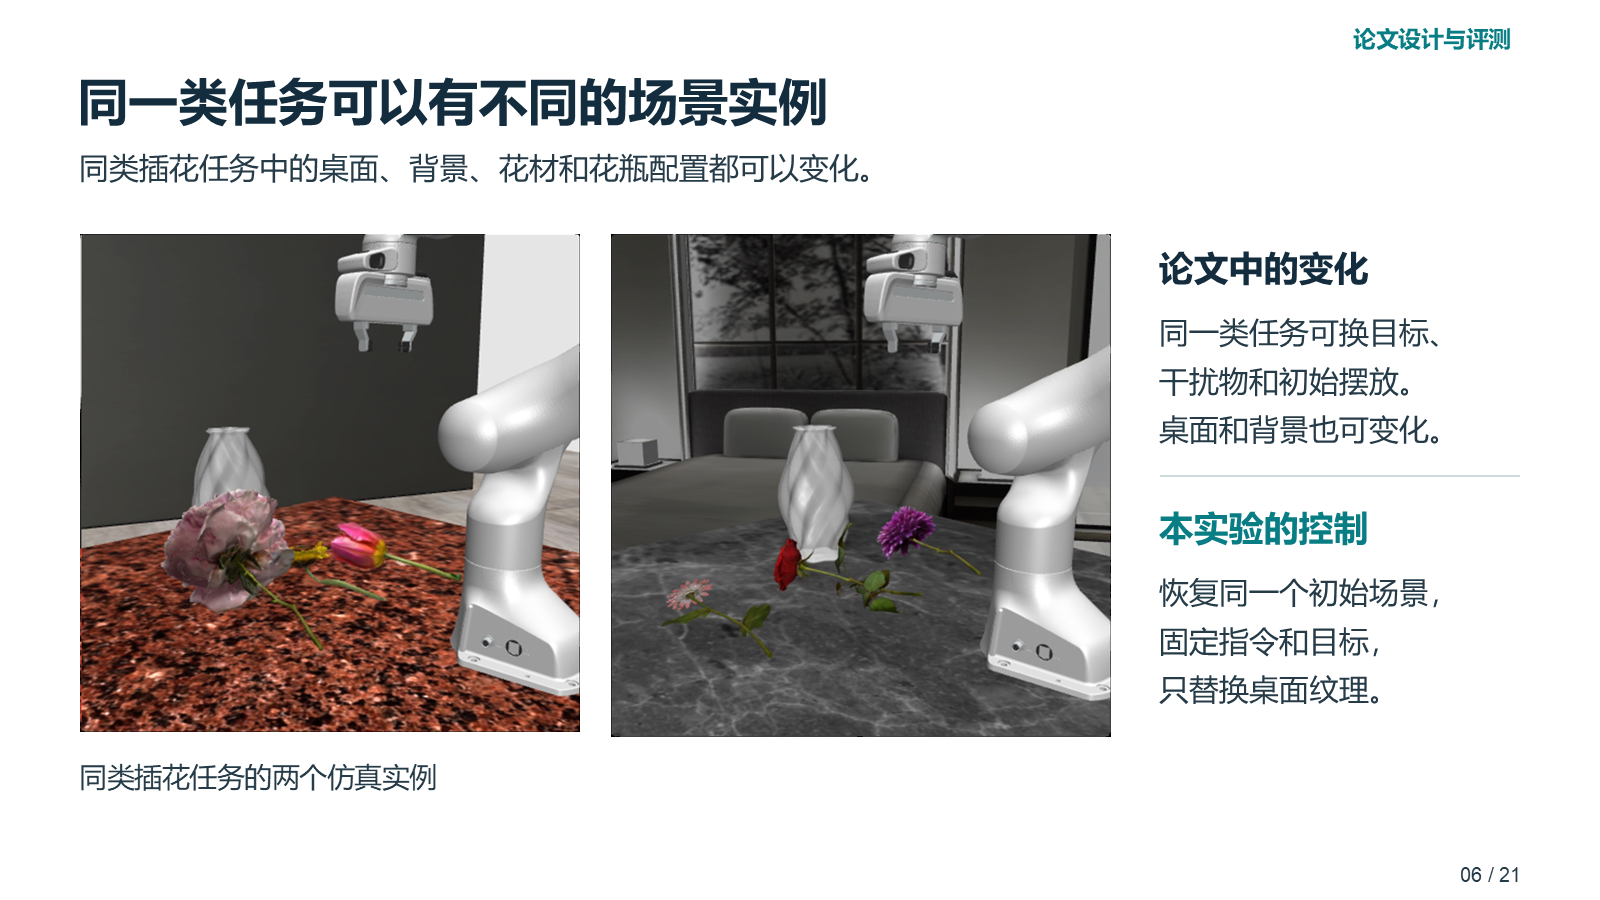 论文设计与评测
同一类任务可以有不同的场景实例
同类插花任务中的桌面、背景、花材和花瓶配置都可以变化。
论文中的变化
同一类任务可换目标、
干扰物和初始摆放。
桌面和背景也可变化。
本实验的控制
恢复同一个初始场景，
固定指令和目标，
只替换桌面纹理。
同类插花任务的两个仿真实例
06 / 21